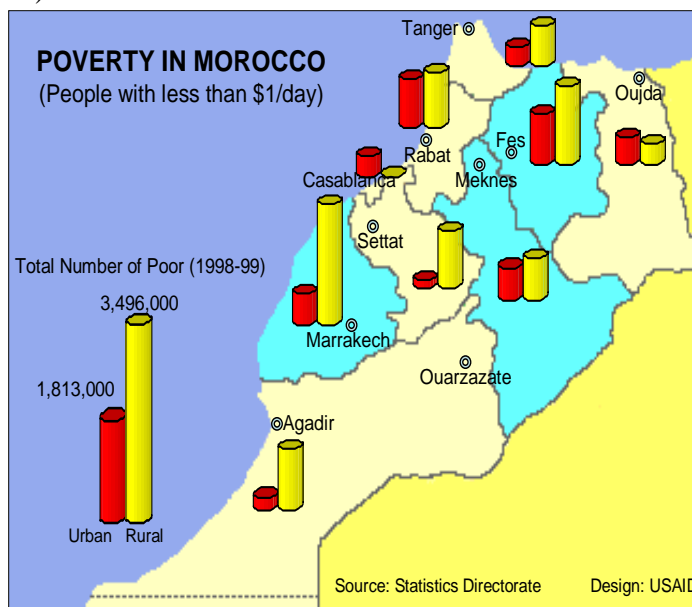 POVERTY IN MOROCCO
(People with less than $1/day)
Tanger
Oujda
Fes
Rabat
Meknes
Casablanca
Settat
Total Number of Poor (1998-99)
3,496,000
Marrakech
Ouarzazate
1,813,000
Agadir
Urban Rural
Source: Statistics Directorate Design: USAID